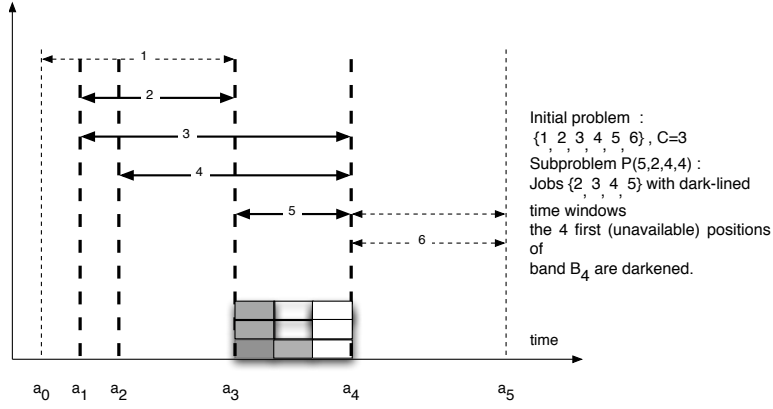 1
2
3
4
5
6
Initial problem :
{1, 2, 3, 4, 5, 6} , C=3
Subproblem P(5,2,4,4) :
Jobs {2, 3, 4, 5} with dark-lined
time windows
the 4 first (unavailable) positions
of
band B4 are darkened.
time
a0 a1 a2 a3 a4 a5